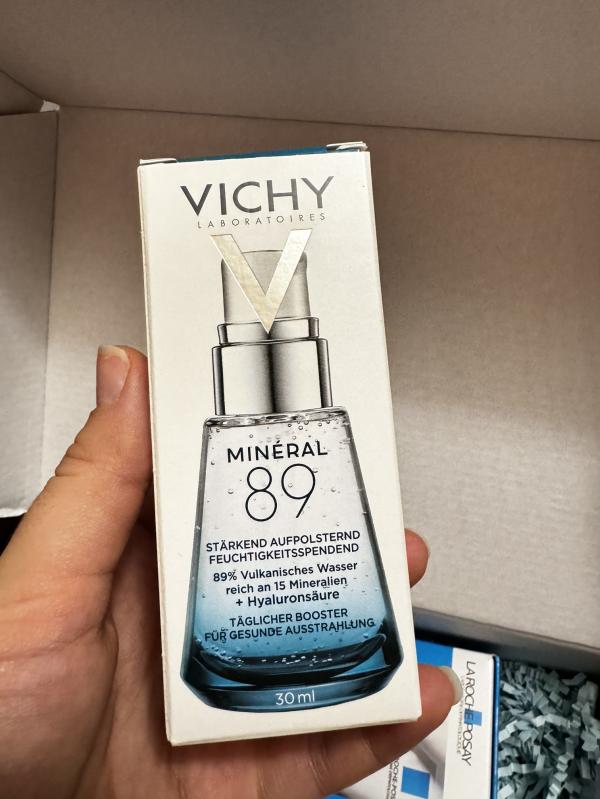 VICHY
LABORATOIRES
MINÉRAL
89
STÄRKEND AUFPOLSTERND
FEUCHTIGKEITSSPENDEND
89% Vulkanisches Wasser
reich an 15 Mineralien
+ Hyaluronsäure
TÄGLICHER BOOSTER
FÜR GESUNDE AUSSTRAHLUNG
30 ml
LA ROCHE-POSAY